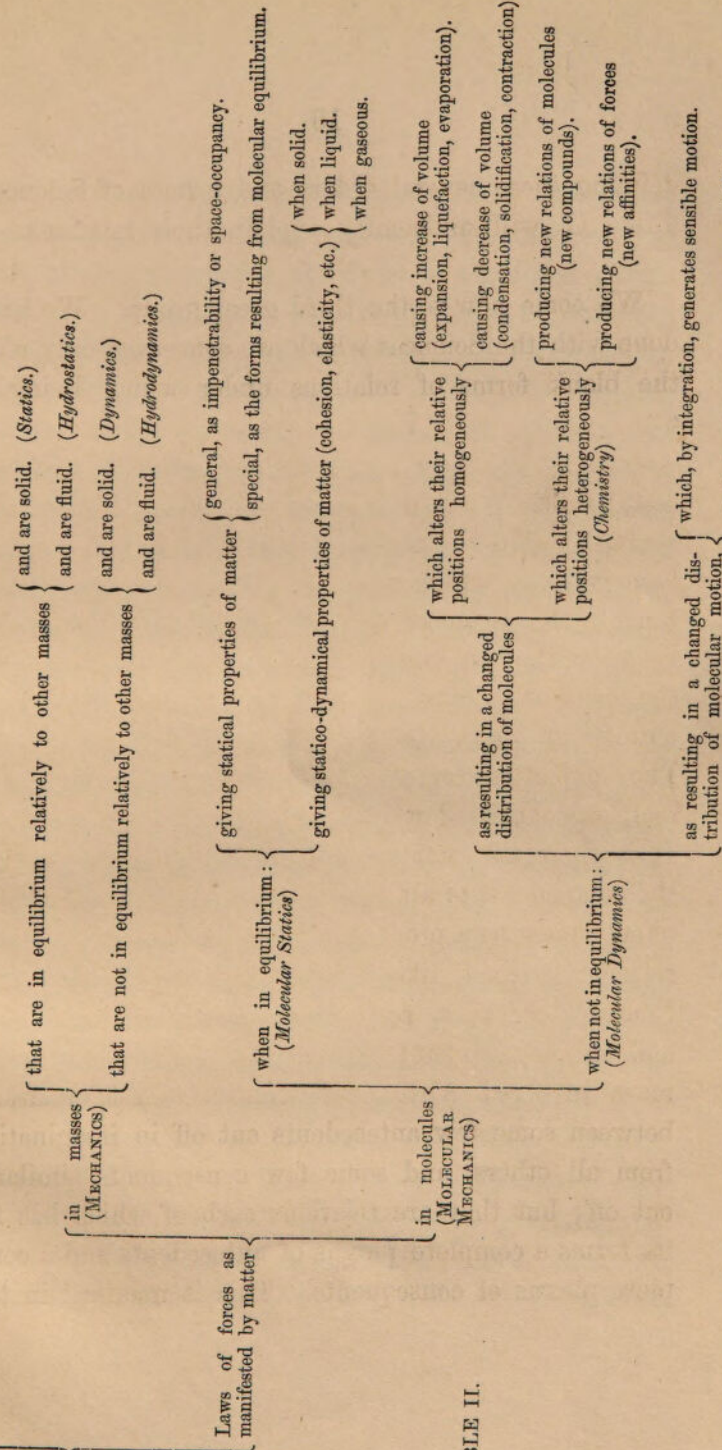 Laws of forces as
manifested by matter
in masses
(MECHANICS)
that are in equilibrium relatively to other masses
and are solid. (Statics.)
and are fluid. (Hydrostatics.)
that are not in equilibrium relatively to other masses
and are solid. (Dynamics.)
and are fluid. (Hydrodynamics.)
in molecules
(MOLECULAR
MECHANICS)
when in equilibrium:
(Molecular Statics)
giving statical properties of matter
general, as impenetrability or space-occupancy.
special, as the forms resulting from molecular equilibrium.
giving statico-dynamical properties of matter (cohesion, elasticity, etc.)
when solid.
when liquid.
when gaseous.
when not in equilibrium:
(Molecular Dynamics)
as resulting in a changed
distribution of molecules
which alters their relative
positions homogeneously
causing increase of volume
(expansion, liquefaction, evaporation).
causing decrease of volume
(condensation, solidification, contraction)
which alters their relative
positions heterogeneously
(Chemistry)
producing new relations of molecules
(new compounds).
producing new relations of forces
(new affinities).
as resulting in a changed dis-
tribution of molecular motion,
which, by integration, generates sensible motion.
BLE II.